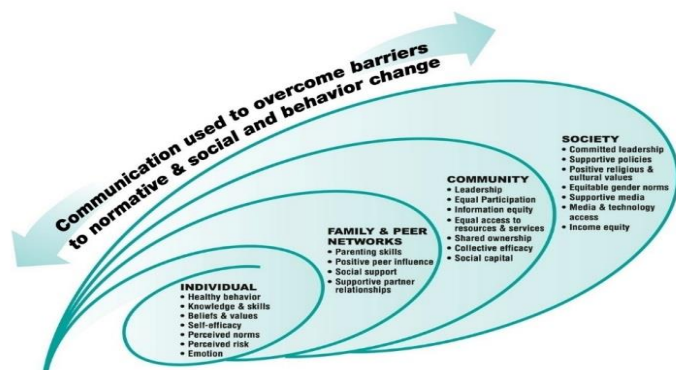 Communication used to overcome barriers
to normative & social and behavior change
INDIVIDUAL
• Healthy behavior
• Knowledge & skills
• Beliefs & values
• Self-efficacy
• Perceived norms
• Perceived risk
• Emotion
FAMILY & PEER
NETWORKS
• Parenting skills
• Positive peer influence
• Social support
• Supportive partner
relationships
COMMUNITY
• Leadership
• Equal Participation
• Information equity
• Equal access to
resources & services
• Shared ownership
• Collective efficacy
• Social capital
SOCIETY
• Committed leadership
• Supportive policies
• Positive religious &
cultural values
• Equitable gender norms
• Supportive media
• Media & technology
access
• Income equity